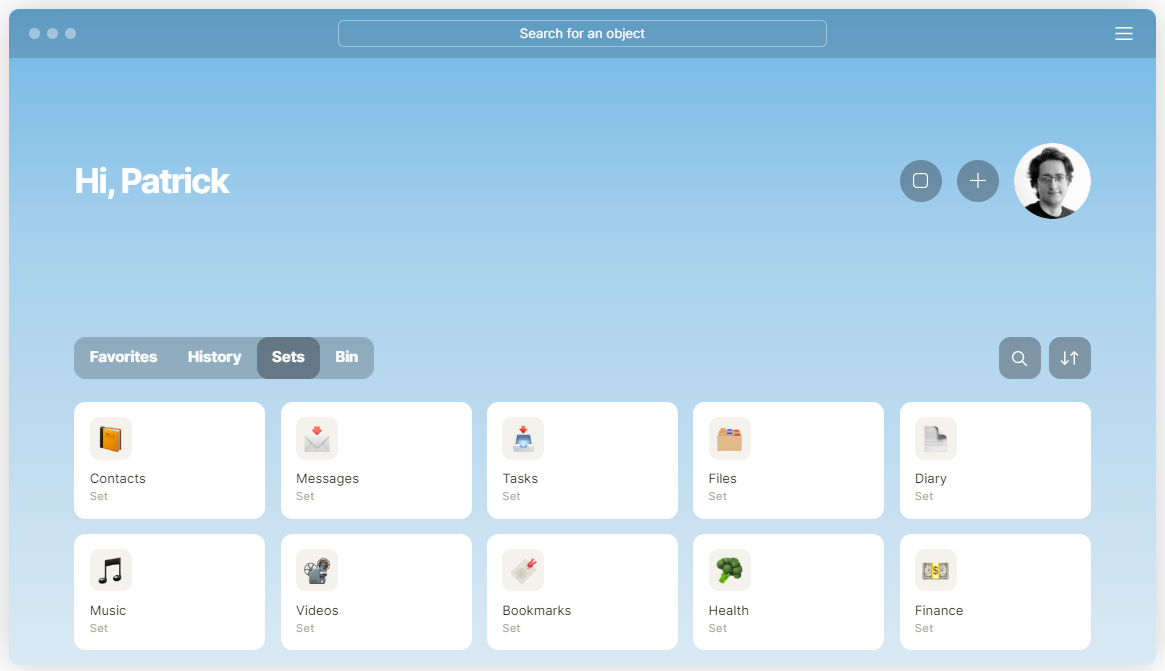 Search for an object
Hi, Patrick
Favorites History Sets Bin
Contacts Messages Tasks Files Diary
Set Set Set Set Set
Music Videos Bookmarks Health Finance
Set Set Set Set Set